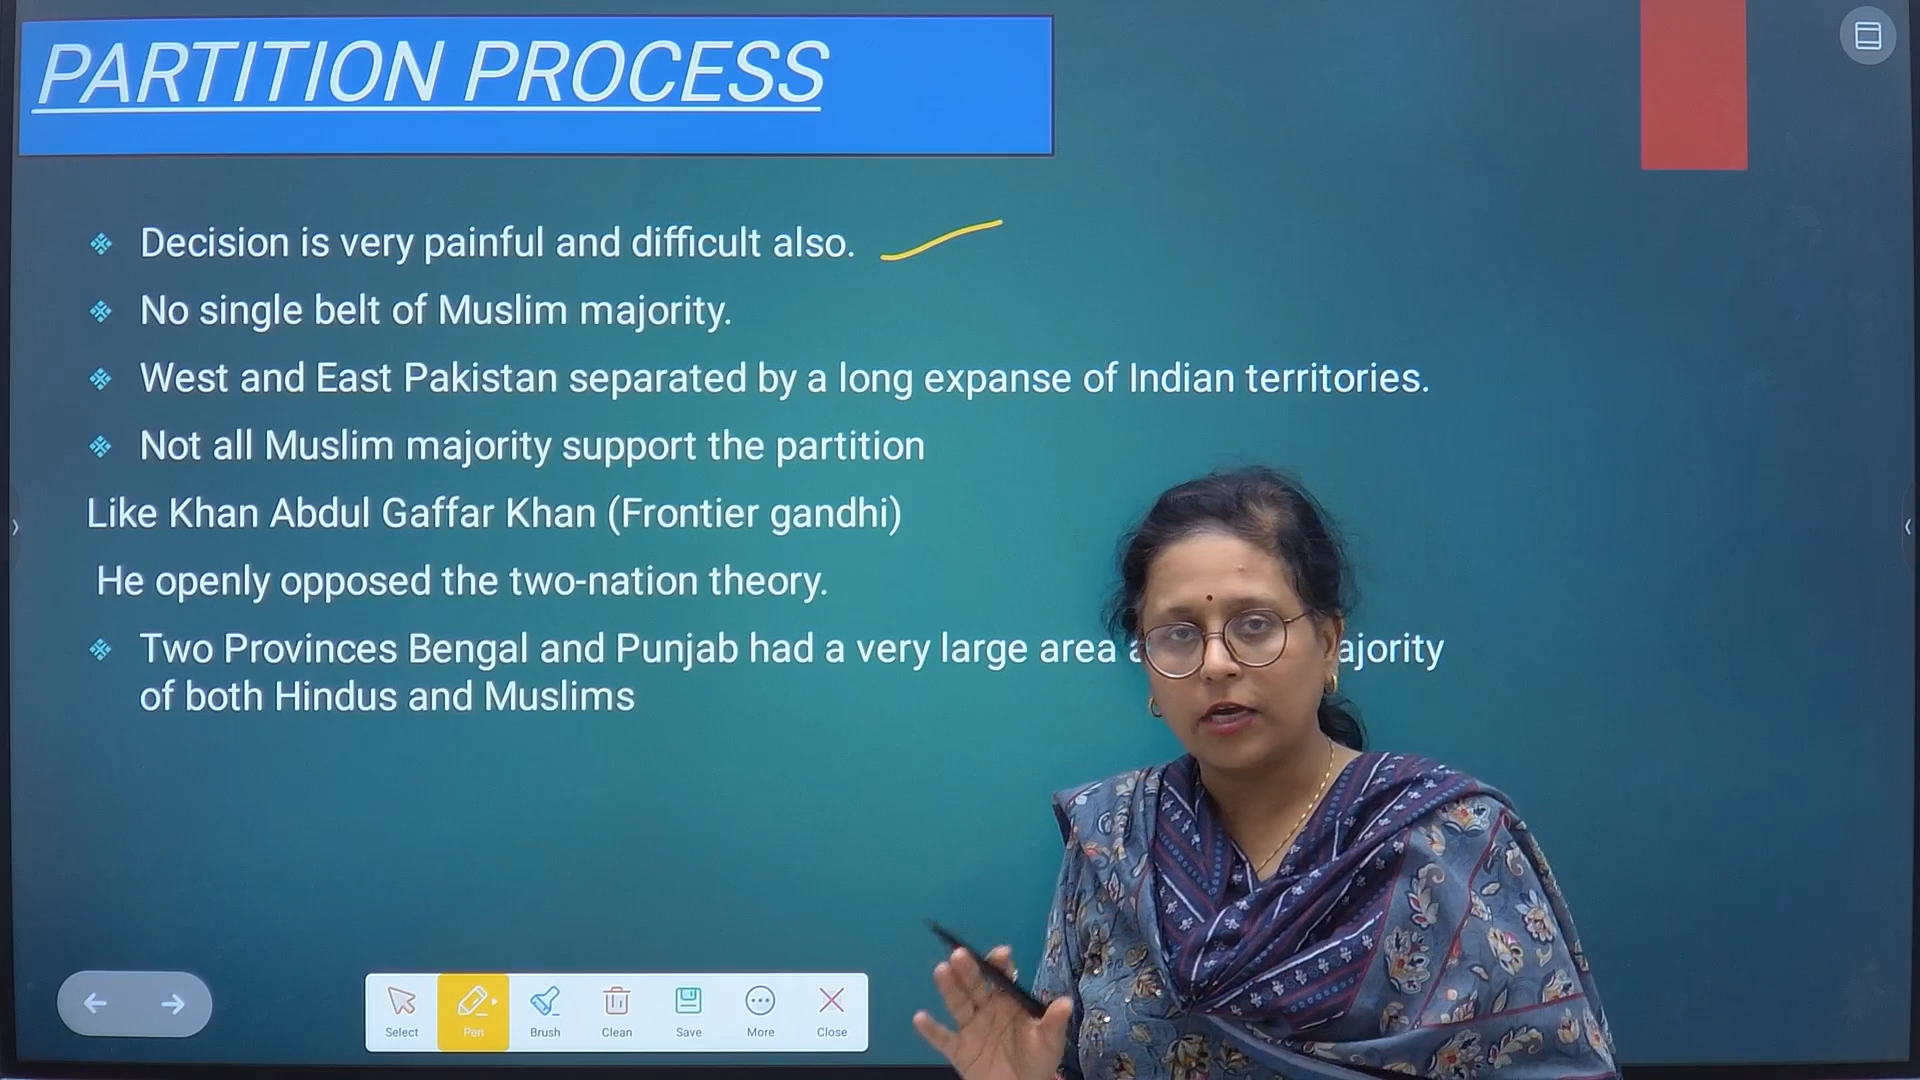 PARTITION PROCESS
Decision is very painful and difficult also.
No single belt of Muslim majority.
West and East Pakistan separated by a long expanse of Indian territories.
Not all Muslim majority support the partition
Like Khan Abdul Gaffar Khan (Frontier gandhi)
He openly opposed the two-nation theory.
Two Provinces Bengal and Punjab had a very large area
of both Hindus and Muslims
Select Pen Brush Clean Save More Close